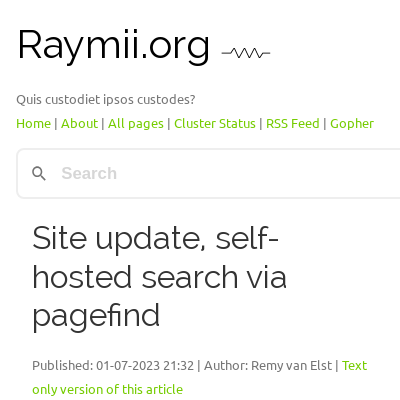 Raymii.org
Quis custodiet ipsos custodes?
Home | About | All pages | Cluster Status | RSS Feed | Gopher
Search
Site update, self-
hosted search via
pagefind
Published: 01-07-2023 21:32 | Author: Remy van Elst | Text
only version of this article